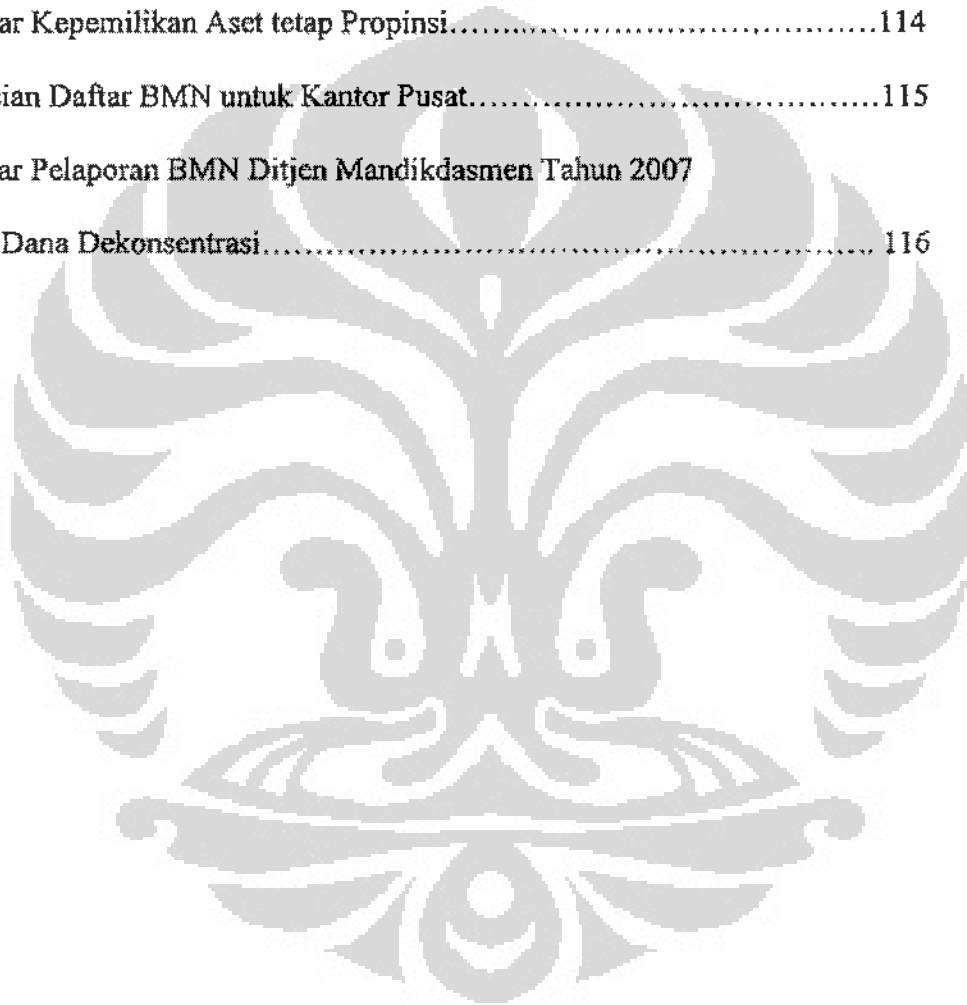 ar Kepemilikan Aset tetap Propinsi..............................................114
ian Daftar BMN untuk Kantor Pusat............................................115
ar Pelaporan BMN Ditjen Mandikdasmen Tahun 2007
Dana Dekonsentrasi................................................................. 116